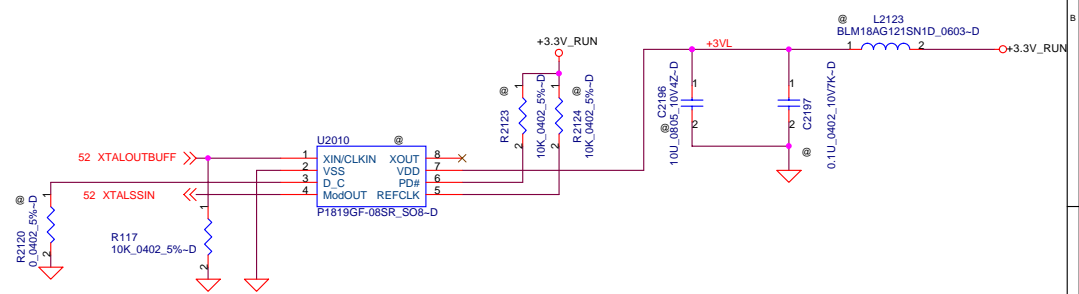 B
@ L2123
BLM18AG121SN1D_0603~D
1 2
+3.3V_RUN
+3.3V_RUN
+3VL
@
1
2
R2123
10K_0402_5%~D
@
1
2
R2124
10K_0402_5%~D
1
2
@
C2196
10U_0805_10V4Z~D
1
2
@
C2197
0.1U_0402_10V7K~D
U2010 @
52 XTALOUTBUFF
1 XIN/CLKIN XOUT 8
2 VSS VDD 7
3 D_C PD# 6
52 XTALSSIN
4 ModOUT REFCLK 5
P1819GF-08SR_SO8~D
@
1
2
R2120
0_0402_5%~D
1
R117
10K_0402_5%~D
2